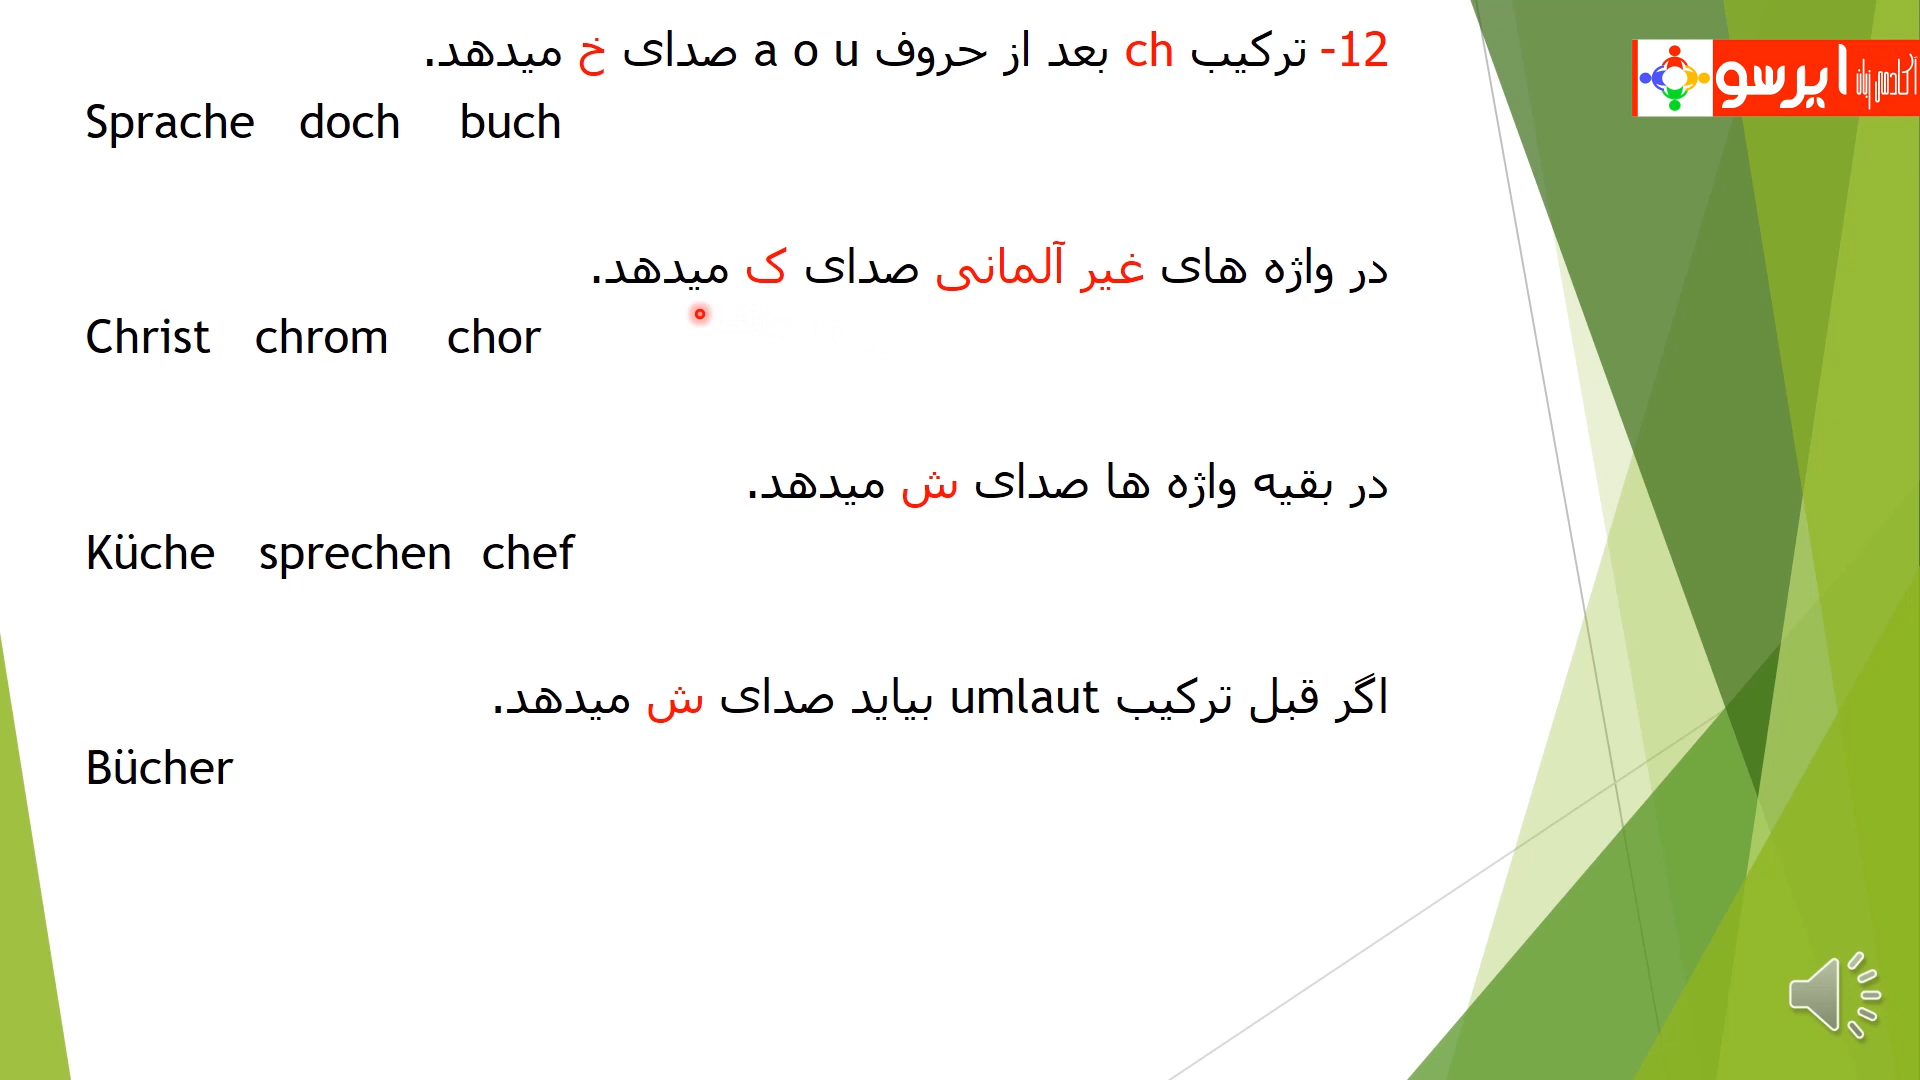 12- ترکیب ch بعد از حروف a o u صدای خ میدهد.
Sprache doch buch
در واژه های غیر آلمانی صدای ک میدهد.
Christ chrom chor
در بقیه واژه ها صدای ش میدهد.
Küche sprechen chef
اگر قبل ترکیب umlaut بیاید صدای ش میدهد.
Bücher
آکادمی زبان ایرسو